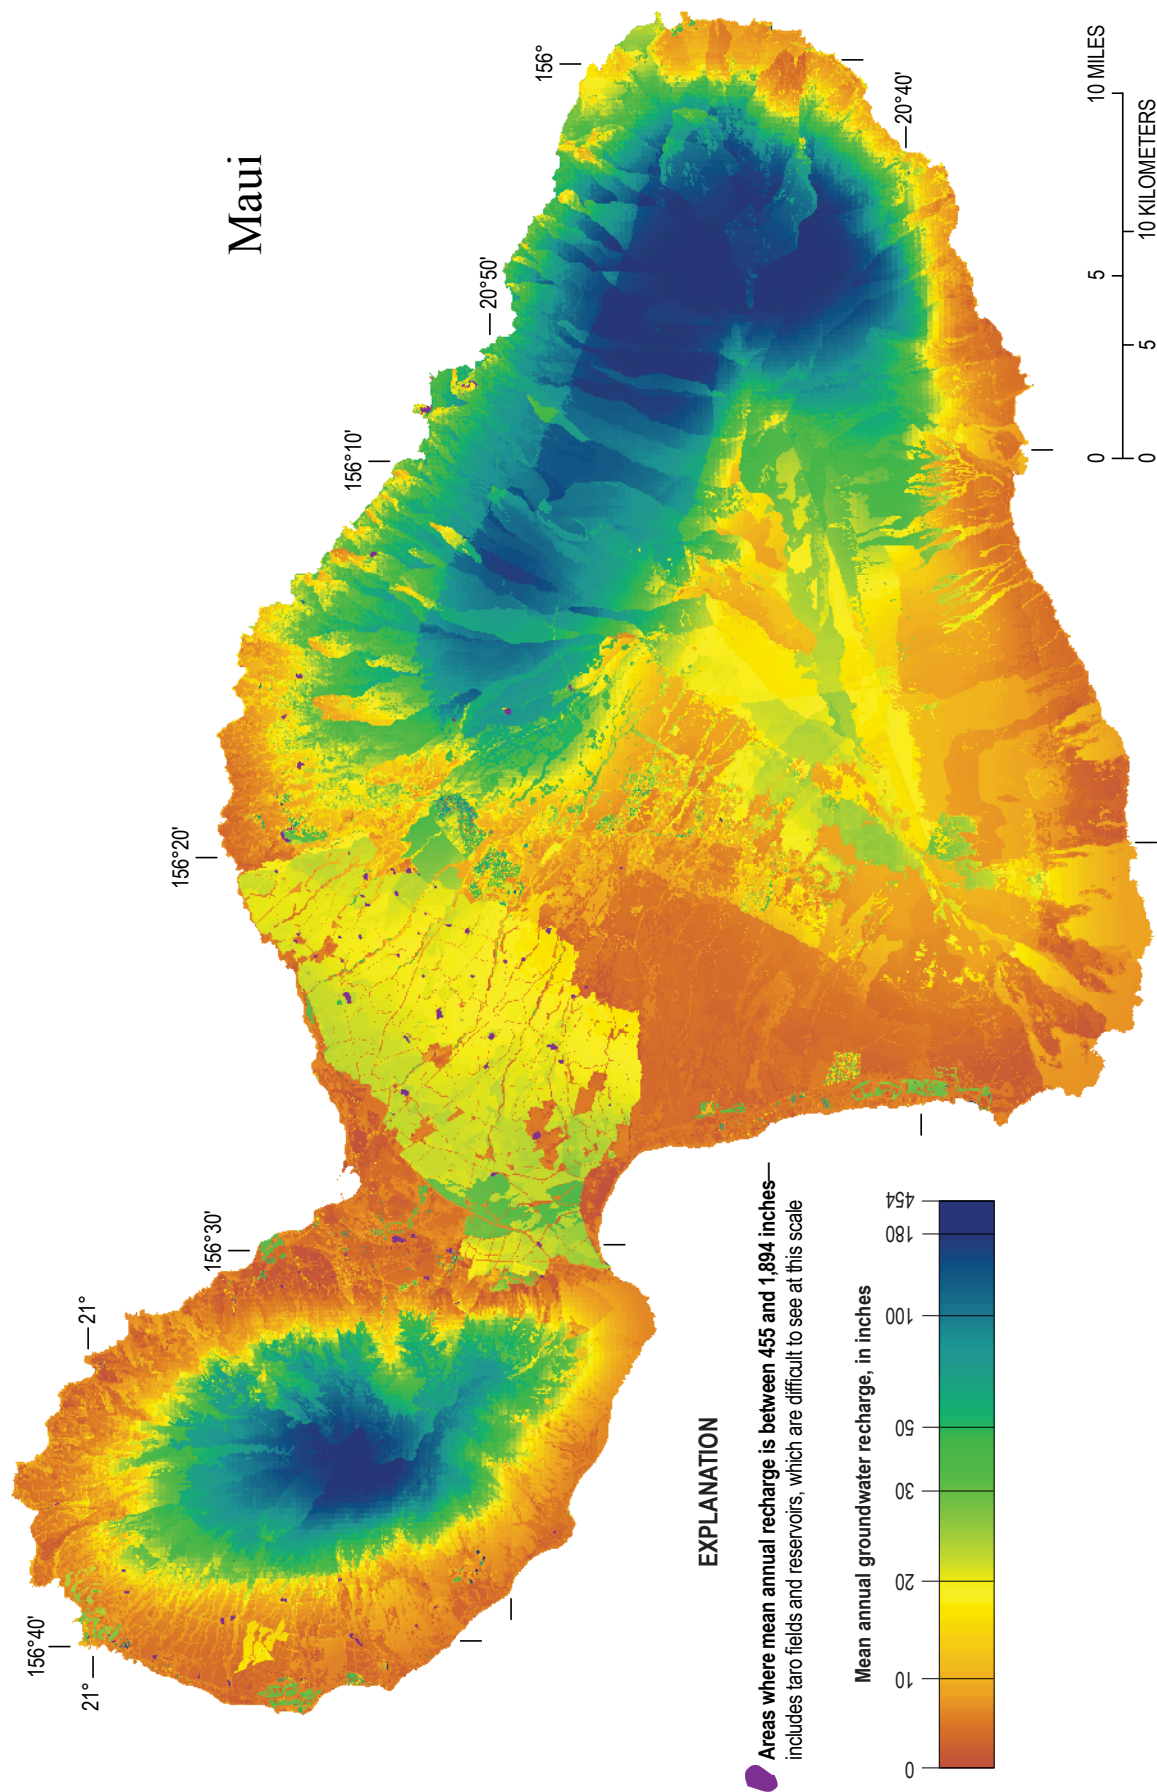 Maui
156°
20°50'
20°40'
156°10'
156°20'
156°30'
21°
156°40'
21°
10 MILES
0 5
0 5 10 KILOMETERS
EXPLANATION
Areas where mean annual recharge is between 455 and 1,894 inches—
includes taro fields and reservoirs, which are difficult to see at this scale
Mean annual groundwater recharge, in inches
0 10 20 30 50 100 180 454